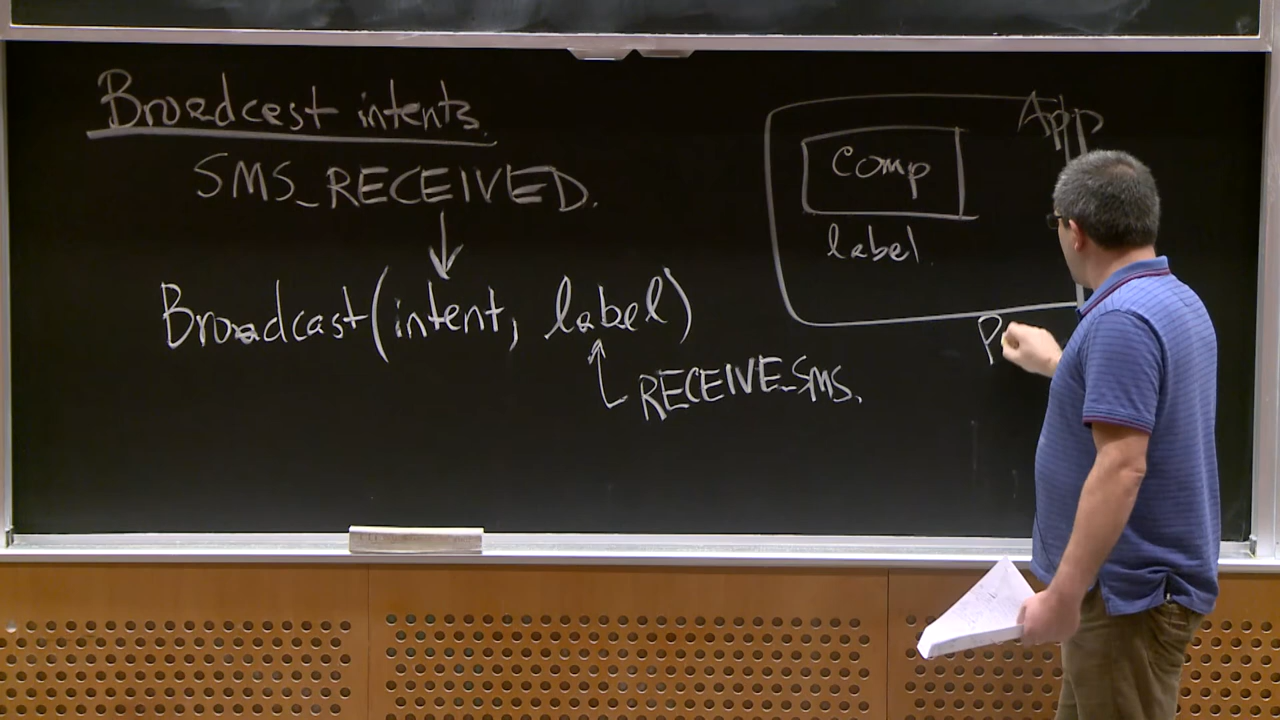 Broadcast intents.
SMS_RECEIVED.
Broadcast(intent, label)
RECEIVE_SMS.
App
Comp
label.
P